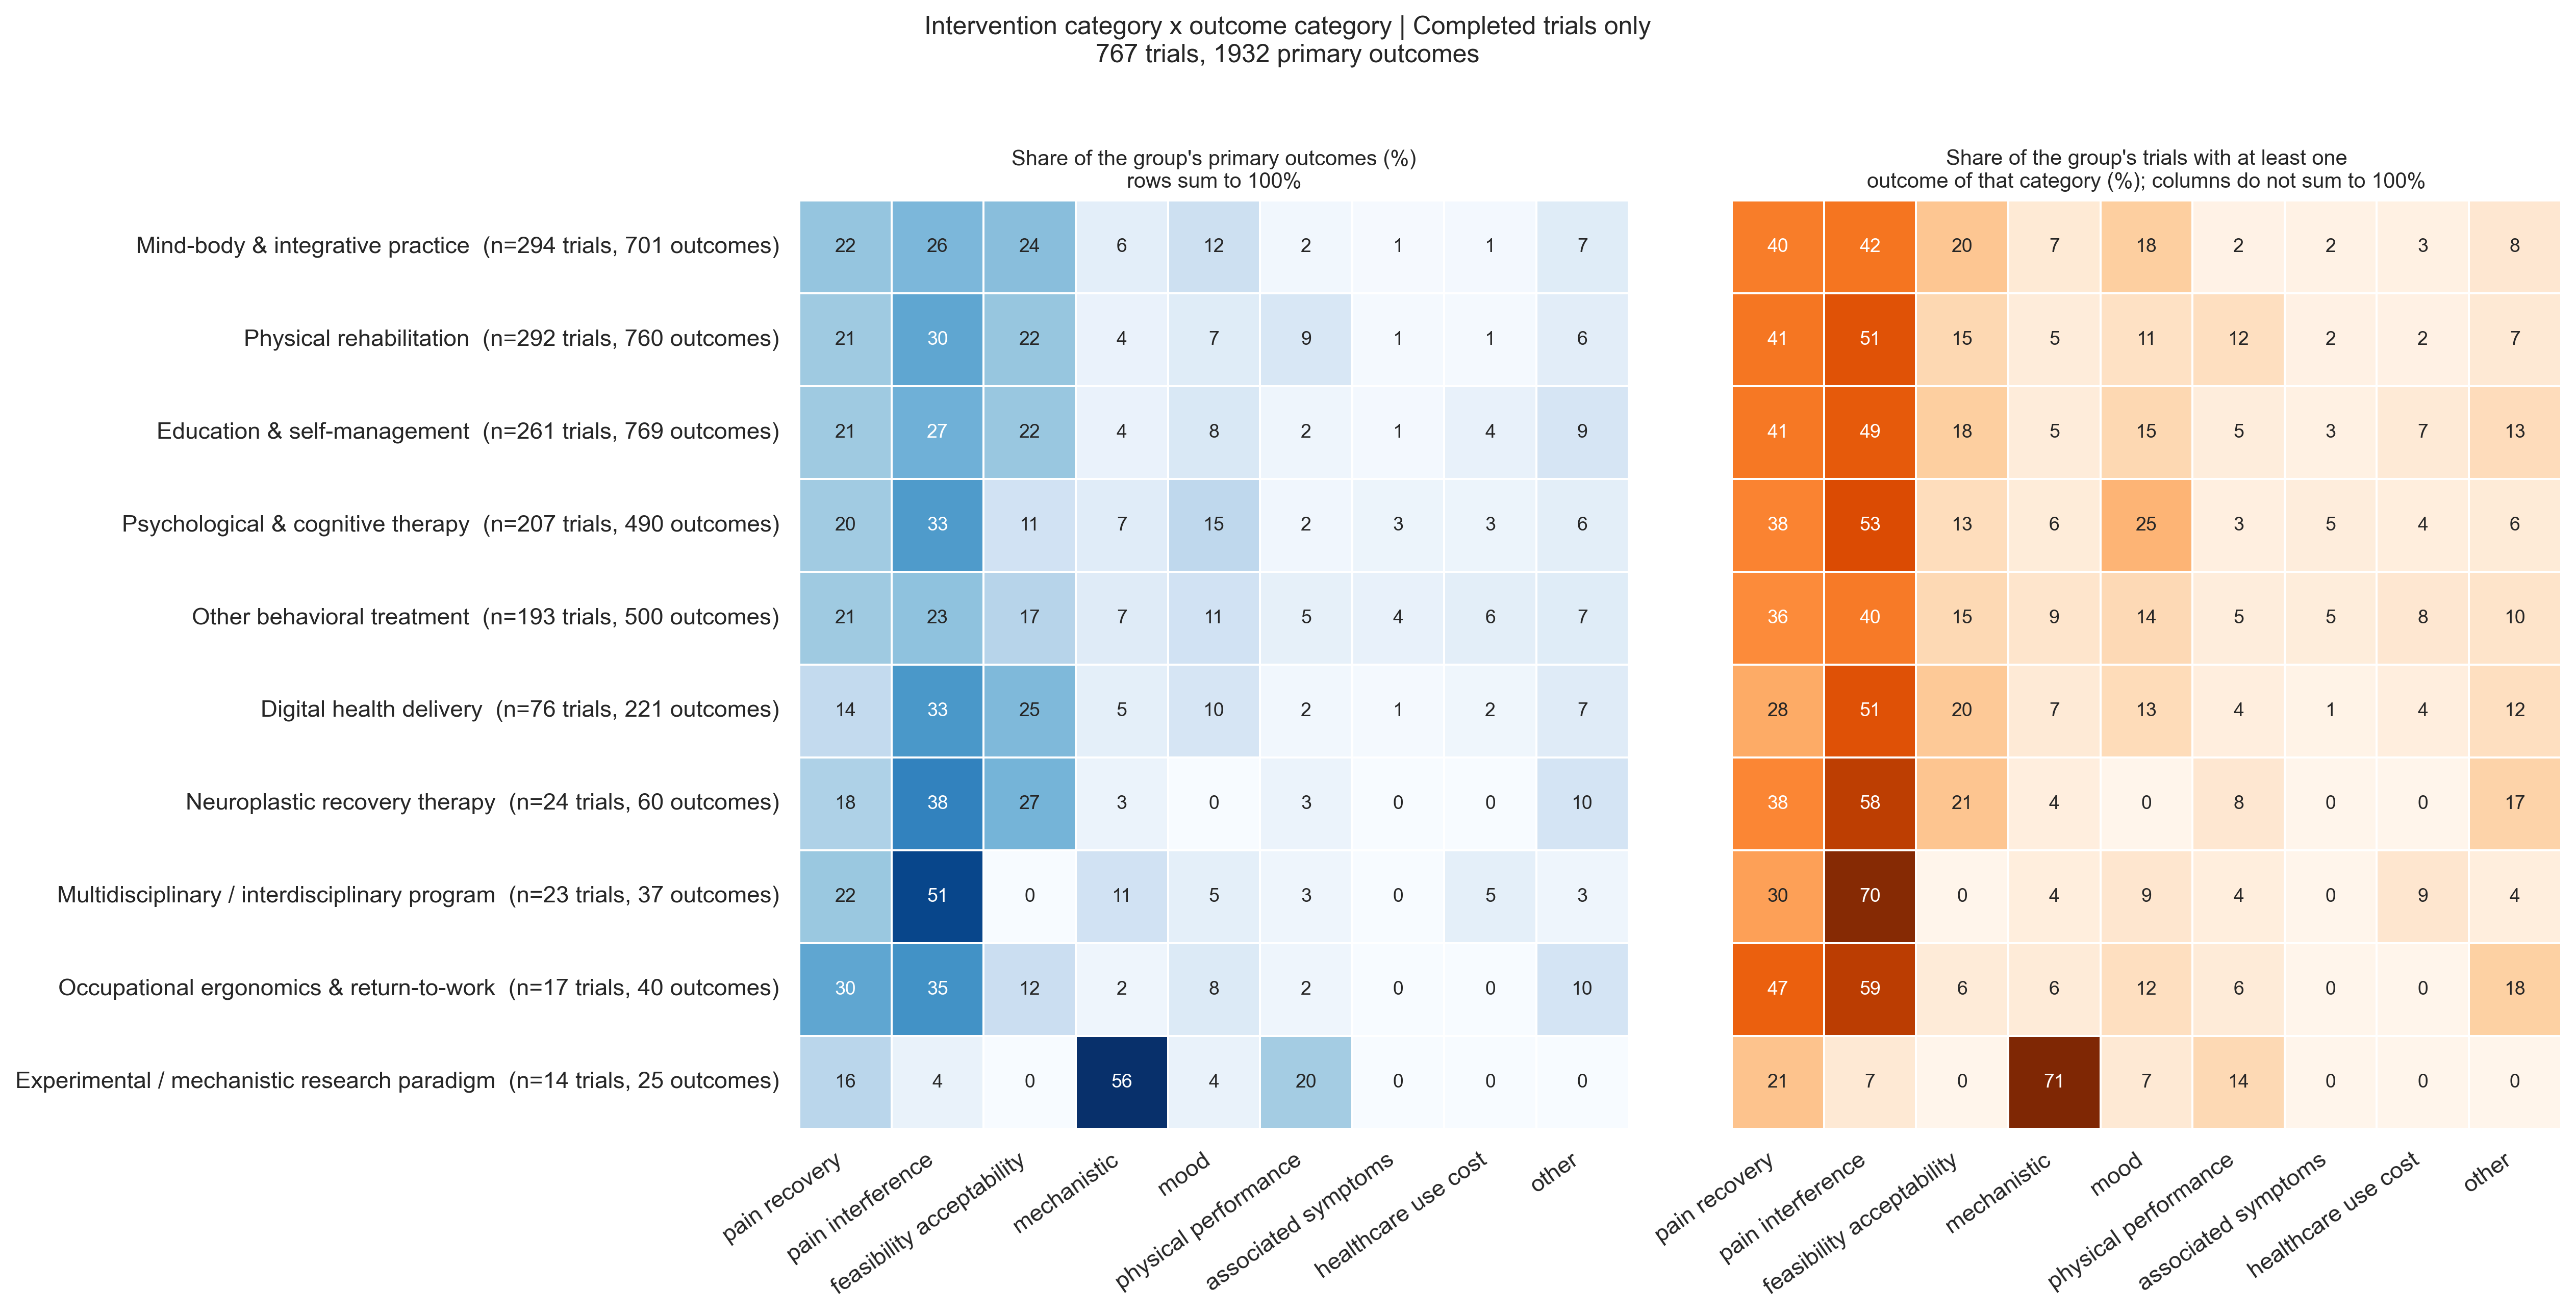 Intervention category x outcome category | Completed trials only
767 trials, 1932 primary outcomes
Share of the group's primary outcomes (%)
rows sum to 100%
Share of the group's trials with at least one
outcome of that category (%); columns do not sum to 100%
Mind-body & integrative practice (n=294 trials, 701 outcomes) 22 26 24 6 12 2 1 1 7 40 42 20 7 18 2 2 3 8
Physical rehabilitation (n=292 trials, 760 outcomes) 21 30 22 4 7 9 1 1 6 41 51 15 5 11 12 2 2 7
Education & self-management (n=261 trials, 769 outcomes) 21 27 22 4 8 2 1 4 9 41 49 18 5 15 5 3 7 13
Psychological & cognitive therapy (n=207 trials, 490 outcomes) 20 33 11 7 15 2 3 3 6 38 53 13 6 25 3 5 4 6
Other behavioral treatment (n=193 trials, 500 outcomes) 21 23 17 7 11 5 4 6 7 36 40 15 9 14 5 5 8 10
Digital health delivery (n=76 trials, 221 outcomes) 14 33 25 5 10 2 1 2 7 28 51 20 7 13 4 1 4 12
Neuroplastic recovery therapy (n=24 trials, 60 outcomes) 18 38 27 3 0 3 0 0 10 38 58 21 4 0 8 0 0 17
Multidisciplinary / interdisciplinary program (n=23 trials, 37 outcomes) 22 51 0 11 5 3 0 5 3 30 70 0 4 9 4 0 9 4
Occupational ergonomics & return-to-work (n=17 trials, 40 outcomes) 30 35 12 2 8 2 0 0 10 47 59 6 6 12 6 0 0 18
Experimental / mechanistic research paradigm (n=14 trials, 25 outcomes) 16 4 0 56 4 20 0 0 0 21 7 0 71 7 14 0 0 0
pain recovery
pain interference
feasibility acceptability
mechanistic
mood
physical performance
associated symptoms
healthcare use cost
other
pain recovery
pain interference
feasibility acceptability
mechanistic
mood
physical performance
associated symptoms
healthcare use cost
other